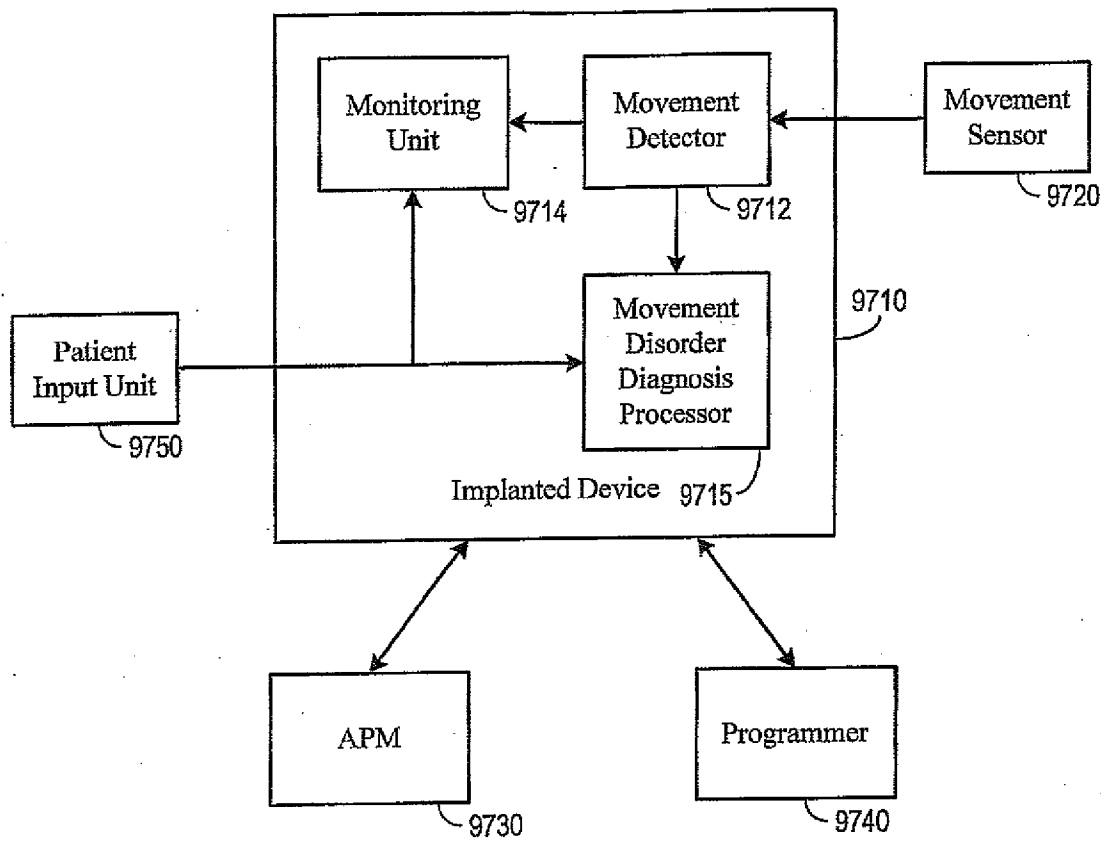 Monitoring
Unit
9714
Movement
Detector
9712
Movement
Sensor
9720
Patient
Input Unit
9750
Movement
Disorder
Diagnosis
Processor
9715
9710
Implanted Device
APM
9730
Programmer
9740